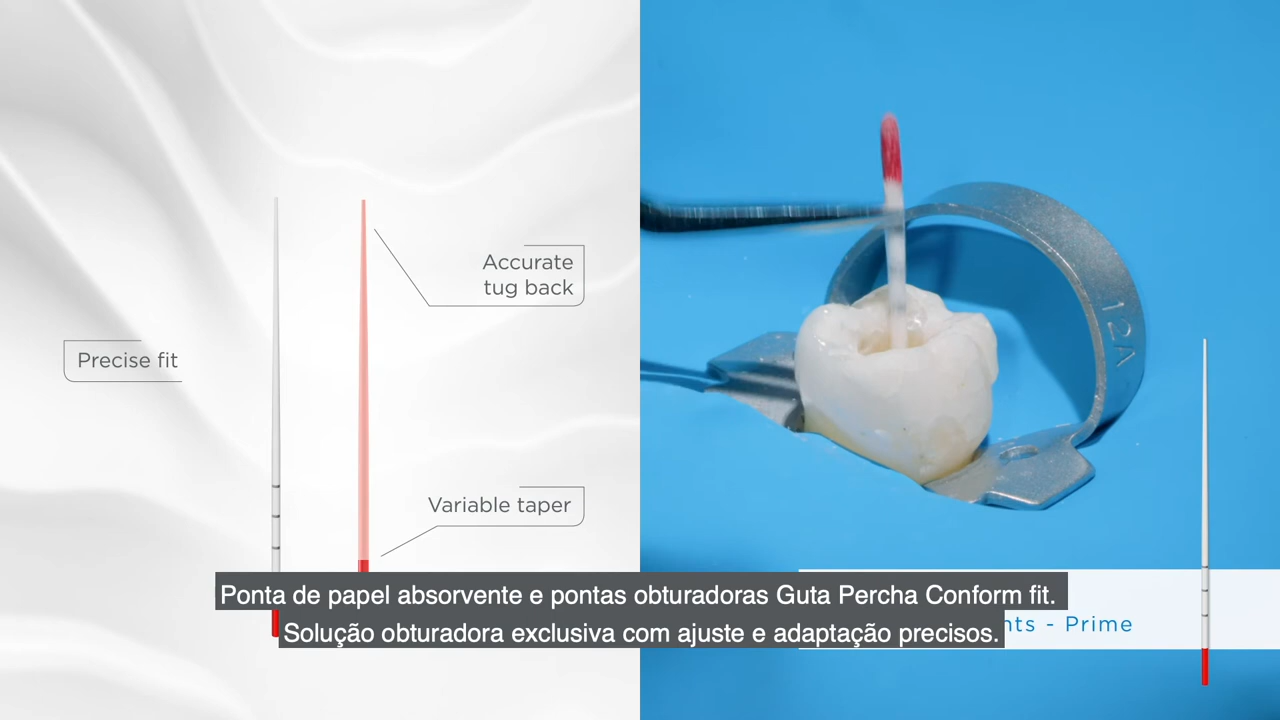 Accurate
tug back
Precise fit
Variable taper
12A
Ponta de papel absorvente e pontas obturadoras Guta Percha Conform fit.
Solução obturadora exclusiva com ajuste e adaptação precisos.
- Prime